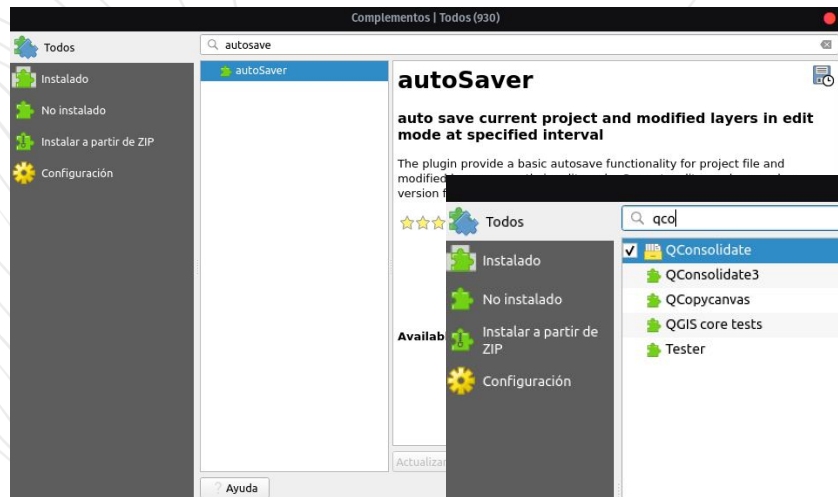 Complementos | Todos (930)
Todos
Instalado
No instalado
Instalar a partir de ZIP
Configuración
autosave
autoSaver
autoSaver
auto save current project and modified layers in edit
mode at specified interval
The plugin provide a basic autosave functionality for project file and
modified
version
Availab
Actualizar
Ayuda
Todos
Instalado
No instalado
Instalar a partir de
ZIP
Configuración
qco
QConsolidate
QConsolidate3
QCopycanvas
QGIS core tests
Tester